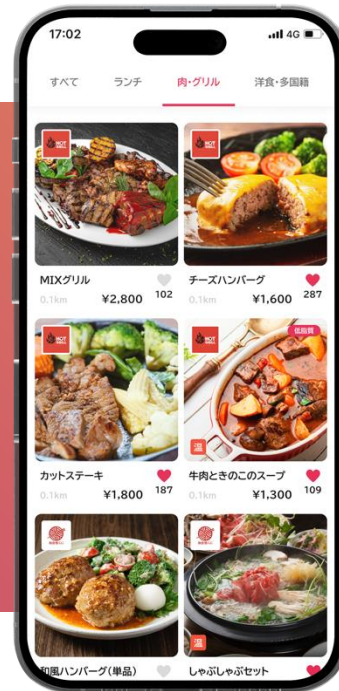 17:02
4G
すべて ランチ 肉・グリル 洋食・多国籍
HOT
HOT
MIXグリル
0.1km ¥2,800 102
チーズハンバーグ
0.1km ¥1,600 287
HOT
HOT
低脂質
温
カットステーキ
0.1km ¥1,800 187
牛肉ときのこのスープ
0.1km ¥1,300 109
温
和風ハンバーグ(単品)
しゃぶしゃぶセット